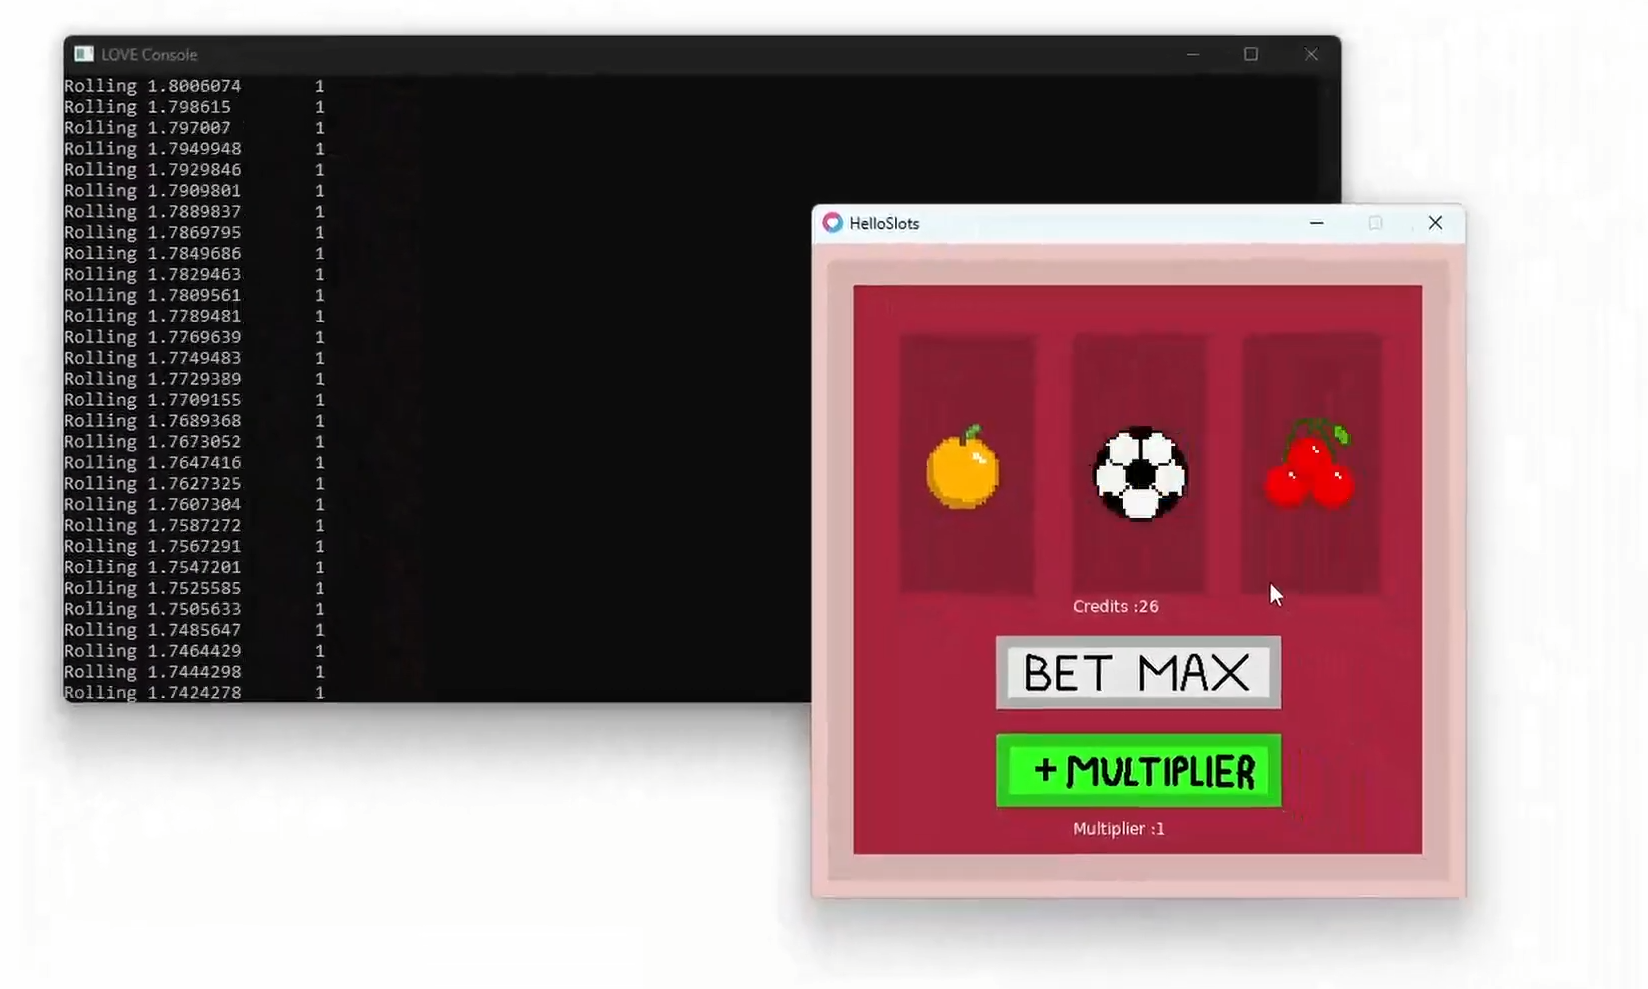 LOVE Console
Rolling 1.8006074 1
Rolling 1.798615 1
Rolling 1.797007 1
Rolling 1.7949948 1
Rolling 1.7929846 1
Rolling 1.7909801 1
Rolling 1.7889837 1
Rolling 1.7869795 1
Rolling 1.7849686 1
Rolling 1.7829463 1
Rolling 1.7809561 1
Rolling 1.7789481 1
Rolling 1.7769639 1
Rolling 1.7749483 1
Rolling 1.7729389 1
Rolling 1.7709155 1
Rolling 1.7689368 1
Rolling 1.7673052 1
Rolling 1.7647416 1
Rolling 1.7627325 1
Rolling 1.7607304 1
Rolling 1.7587272 1
Rolling 1.7567291 1
Rolling 1.7547201 1
Rolling 1.7525585 1
Rolling 1.7505633 1
Rolling 1.7485647 1
Rolling 1.7464429 1
Rolling 1.7444298 1
Rolling 1.7424278 1
HelloSlots
Credits :26
BET MAX
+ MULTIPLIER
Multiplier :1